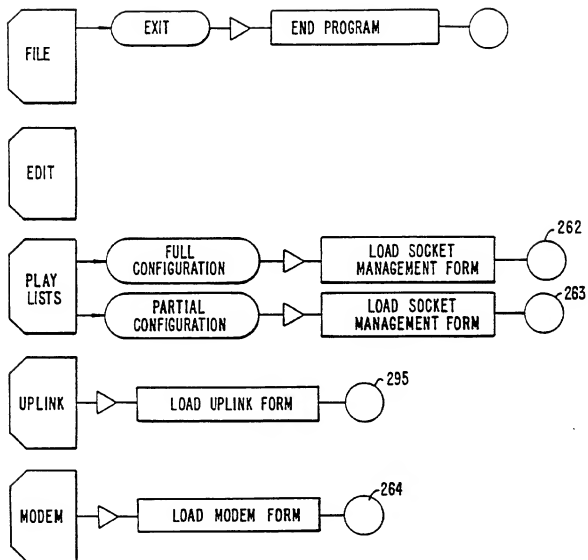 FILE
EXIT
END PROGRAM
EDIT
PLAY
LISTS
FULL
CONFIGURATION
LOAD SOCKET
MANAGEMENT FORM
262
PARTIAL
CONFIGURATION
LOAD SOCKET
MANAGEMENT FORM
263
UPLINK
LOAD UPLINK FORM
295
MODEM
LOAD MODEM FORM
264